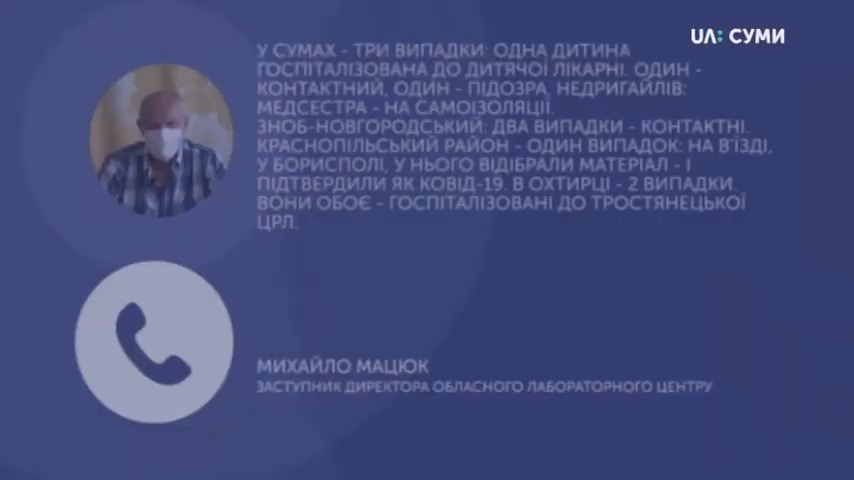 UA: СУМИ
У СУМАХ - ТРИ ВИПАДКИ: ОДНА ДИТИНА
ГОСПІТАЛІЗОВАНА ДО ДИТЯЧОЇ ЛІКАРНІ. ОДИН -
КОНТАКТНИЙ, ОДИН - ПІДОЗРА, НЕДРИГАЙЛІВ:
МЕДСЕСТРА - НА САМОІЗОЛЯЦІЇ.
ЗНОБ-НОВГОРОДСЬКИЙ: ДВА ВИПАДКИ - КОНТАКТНІ.
КРАСНОПІЛЬСЬКИЙ РАЙОН - ОДИН ВИПАДОК: НА В'ЇЗДІ,
У БОРИСПОЛІ, У НЬОГО ВІДІБРАЛИ МАТЕРІАЛ - І
ПІДТВЕРДИЛИ ЯК КОВІД-19. В ОХТИРЦІ - 2 ВИПАДКИ.
ВОНИ ОБОЄ - ГОСПІТАЛІЗОВАНІ ДО ТРОСТЯНЕЦЬКОЇ
ЦРЛ.
МИХАЙЛО МАЦЮК
ЗАСТУПНИК ДИРЕКТОРА ОБЛАСНОГО ЛАБОРАТОРНОГО ЦЕНТРУ